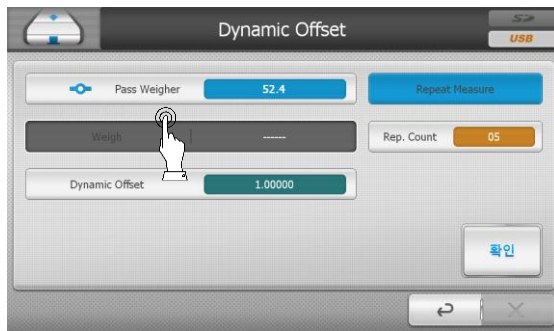 Dynamic Offset
USB
Pass Weigher 52.4
Repeat Measure
Weigh ------
Rep. Count 05
Dynamic Offset 1.00000
확인